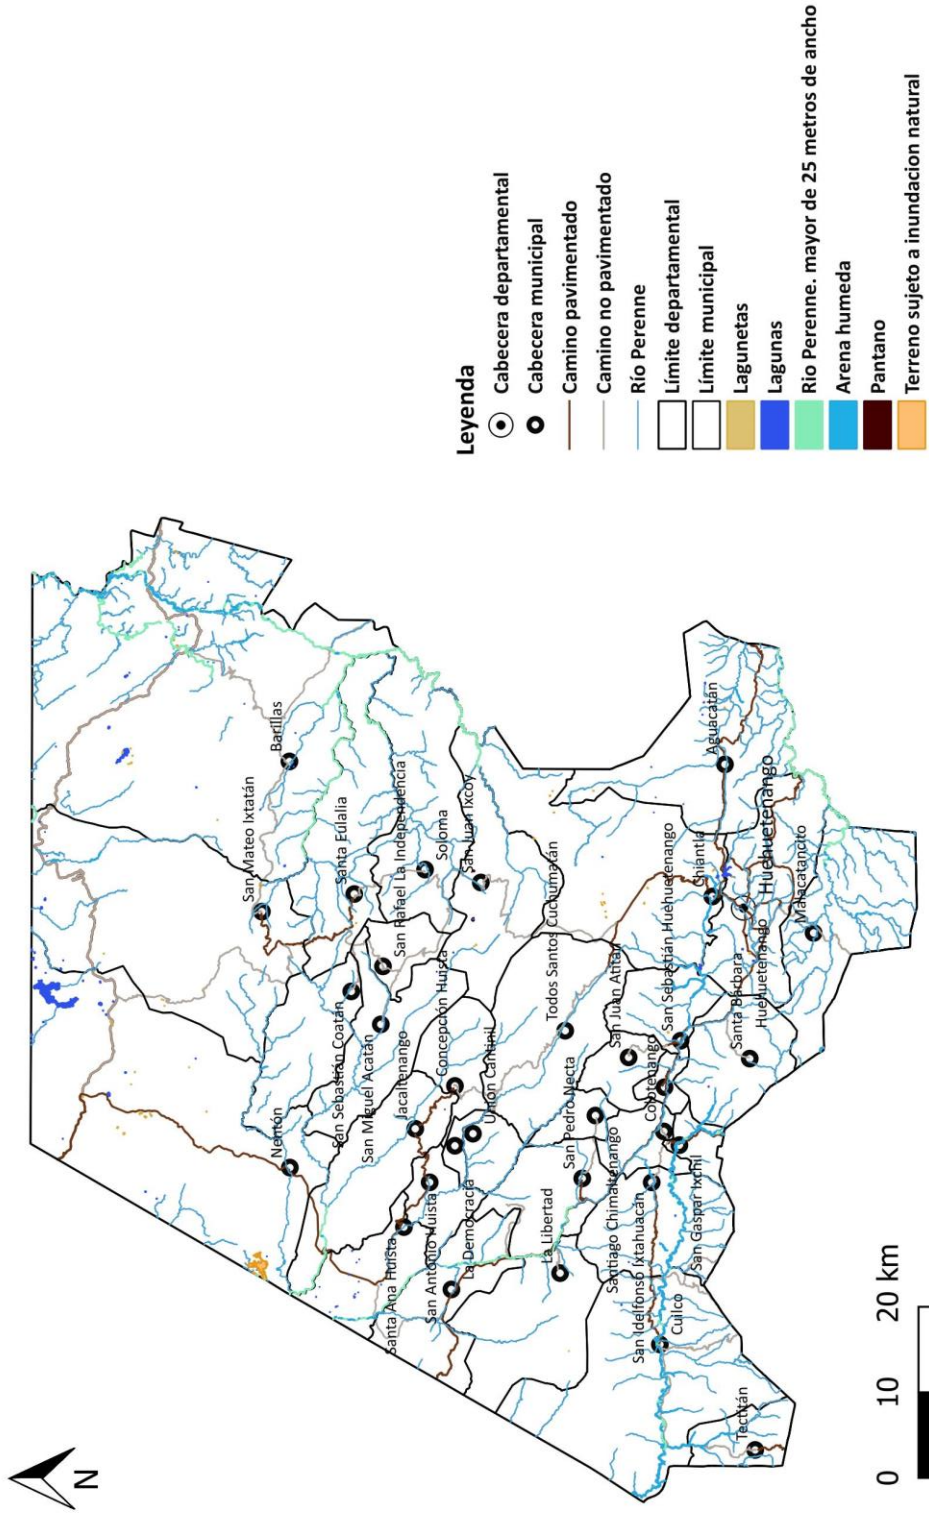 N
Nentón
San Mateo Ixtatán
Barillas
San Sebastián Coatán
Santa Eulalia
San Miguel Acatán
San Rafael La Independencia
Jacaltenango
Soloma
Santa Ana Huista
San Antonio Huista
Concepción Huista
San Juan Ixcoy
La Democracia
Unión Cantinil
La Libertad
San Pedro Necta
Todos Santos Cuchumatán
Santiago Chimaltenango
San Juan Atitán
San Idelfonso Ixtahuacán
Colotenango
San Sebastián Huehuetenango
Chiantla
Aguacatán
Cuilco
San Gaspar Ixchil
Santa Bárbara
Huehuetenango
Huehuetenango
Malacatancito
Tectitán
0 10 20 km
Leyenda
Cabecera departamental
Cabecera municipal
Camino pavimentado
Camino no pavimentado
Río Perenne
Límite departamental
Límite municipal
Lagunetas
Lagunas
Rio Perenne. mayor de 25 metros de ancho
Arena humeda
Pantano
Terreno sujeto a inundacion natural